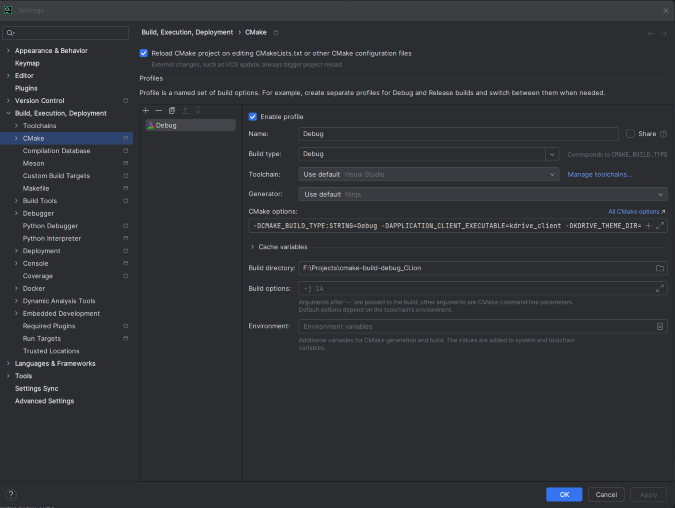 Settings
Build, Execution, Deployment > CMake
Reload CMake project on editing CMakeLists.txt or other CMake configuration files
External changes, such as VCS update, always trigger project reload
Profiles
Profile is a named set of build options. For example, create separate profiles for Debug and Release builds and switch between them when needed.
Appearance & Behavior
Keymap
Editor
Plugins
Version Control
Build, Execution, Deployment
Toolchains
CMake
Compilation Database
Meson
Custom Build Targets
Makefile
Build Tools
Debugger
Python Debugger
Python Interpreter
Deployment
Console
Coverage
Docker
Dynamic Analysis Tools
Embedded Development
Required Plugins
Run Targets
Trusted Locations
Languages & Frameworks
Tools
Settings Sync
Advanced Settings
Debug
Enable profile
Name: Debug Share
Build type: Debug Corresponds to CMAKE_BUILD_TYPE
Toolchain: Use default Visual Studio Manage toolchains...
Generator: Use default Ninja
CMake options: All CMake options
-DCMAKE_BUILD_TYPE:STRING=Debug -DAPPLICATION_CLIENT_EXECUTABLE=kdrive_client -DKDRIVE_THEME_DIR=
Cache variables
Build directory: F:\Projects\cmake-build-debug_CLion
Build options: -j 14
Arguments after '--' are passed to the build, other arguments are CMake command line parameters.
Default options depend on the toolchain's environment.
Environment: Environment variables
Additional variables for CMake generation and build. The values are added to system and toolchain
variables.
OK Cancel Apply